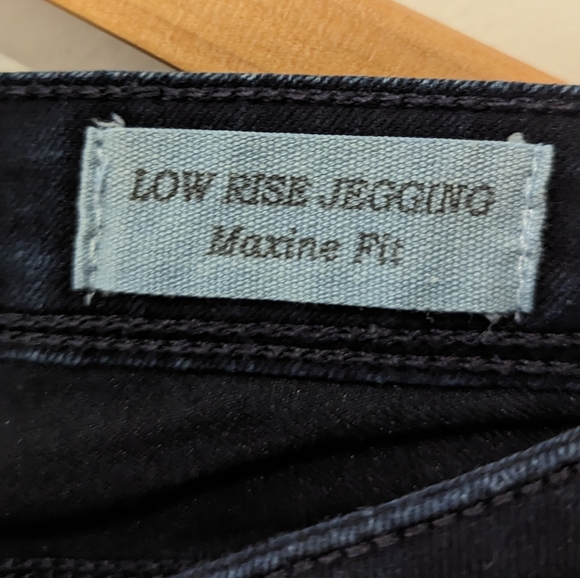 LOW RISE JEGGING
Maxine Fit